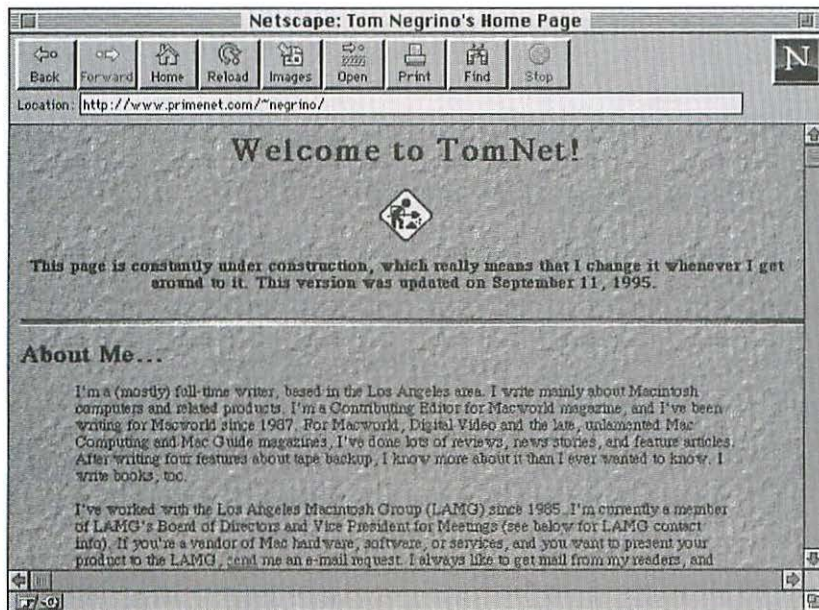 Netscape: Tom Negrino's Home Page
Back Forward Home Reload Images Open Print Find Stop
N
Location: http://www.primenet.com/~negrino/
Welcome to TomNet!
This page is constantly under construction, which really means that I change it whenever I get
around to it. This version was updated on September 11, 1995.
About Me...
I'm a (mostly) full-time writer, based in the Los Angeles area. I write mainly about Macintosh
computers and related products. I'm a Contributing Editor for Macworld magazine, and I've been
writing for Macworld since 1987. For Macworld, Digital Video and the late, unlamented Mac
Computing and Mac Guide magazines, I've done lots of reviews, news stories, and feature articles.
After writing four features about tape backup, I know more about it than I ever wanted to know. I
write books, too.
I've worked with the Los Angeles Macintosh Group (LAMG) since 1985. I'm currently a member
of LAMG's Board of Directors and Vice President for Meetings (see below for LAMG contact
info). If you're a vendor of Mac hardware, software, or services, and you want to present your
product to the LAMG, send me an e-mail request. I always like to get mail from my readers, and